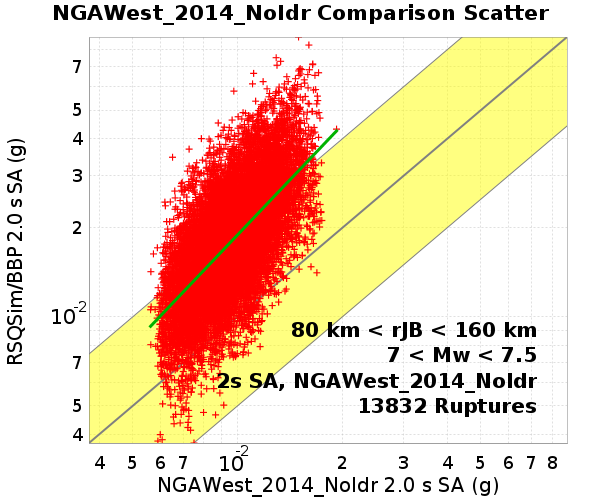 NGAWest_2014_NoIdr Comparison Scatter
RSQSim/BBP 2.0 s SA (g)
7
5
4
3
2
10-2
7
5
4
80 km < rJB < 160 km
7 < Mw < 7.5
2s SA, NGAWest_2014_NoIdr
13832 Ruptures
4 5 6 7 10-2 2 3 4 5 6 7 8
NGAWest_2014_NoIdr 2.0 s SA (g)